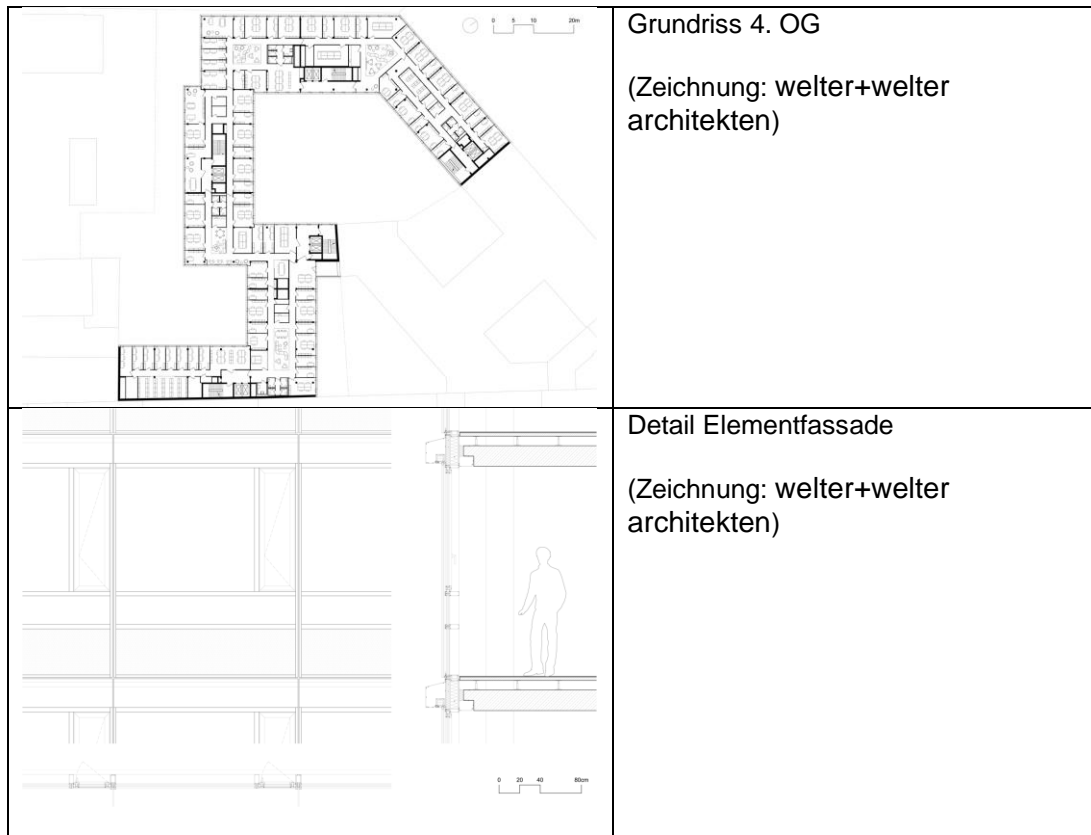 0 5 10 20m
Grundriss 4. OG
(Zeichnung: welter+welter
architekten)
Detail Elementfassade
(Zeichnung: welter+welter
architekten)
0 20 40 80cm